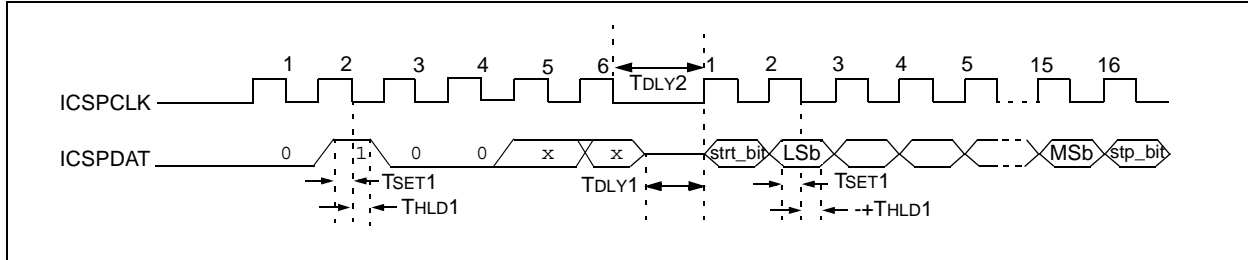 1 2 3 4 5 6 TDLY2 1 2 3 4 5 15 16
ICSPCLK
ICSPDAT 0 1 0 0 x x strt_bit LSb MSb stp_bit
TSET1 TDLY1 TSET1
THLD1 -+THLD1